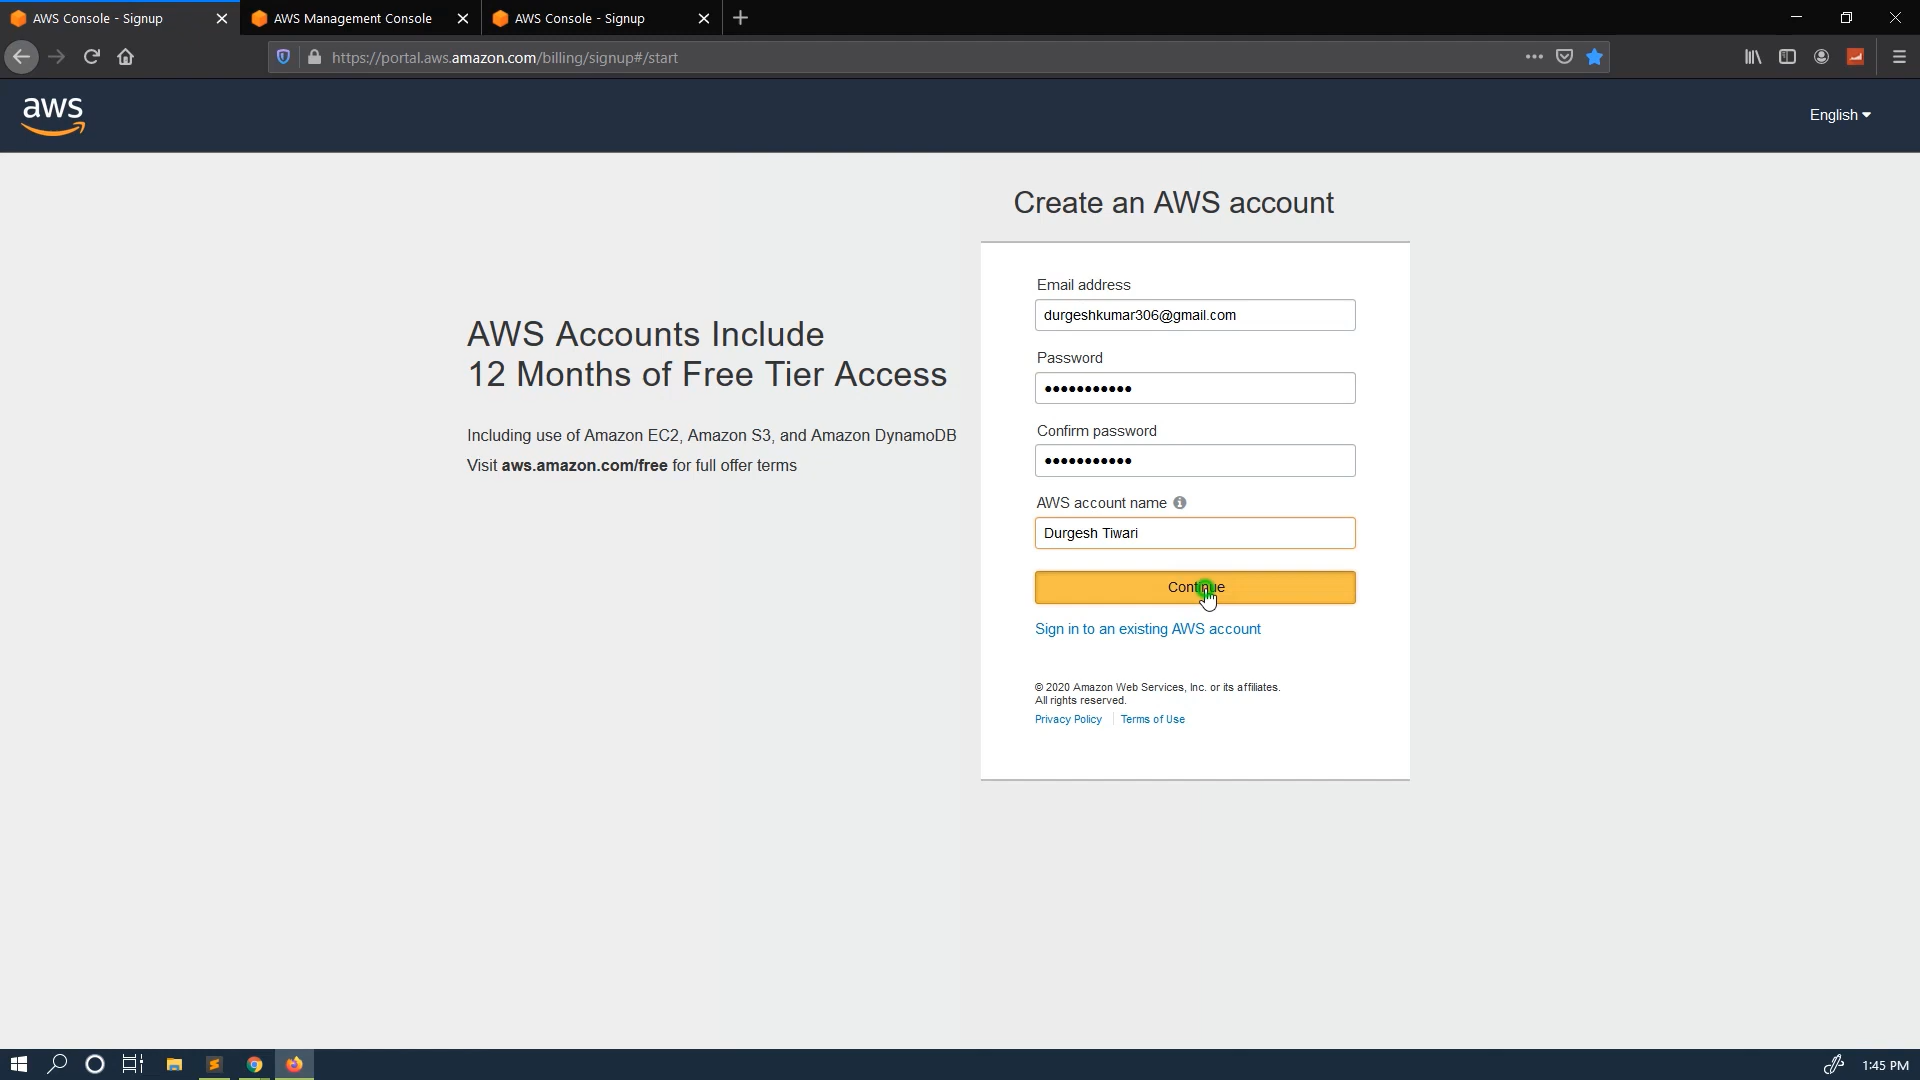 AWS Console - Signup
AWS Management Console
AWS Console - Signup
https://portal.aws.amazon.com/billing/signup#/start
aws
English
Create an AWS account
AWS Accounts Include
12 Months of Free Tier Access
Including use of Amazon EC2, Amazon S3, and Amazon DynamoDB
Visit aws.amazon.com/free for full offer terms
Email address
durgeshkumar306@gmail.com
Password
Confirm password
AWS account name
Durgesh Tiwari
Continue
Sign in to an existing AWS account
© 2020 Amazon Web Services, Inc. or its affiliates.
All rights reserved.
Privacy Policy
Terms of Use
1:45 PM